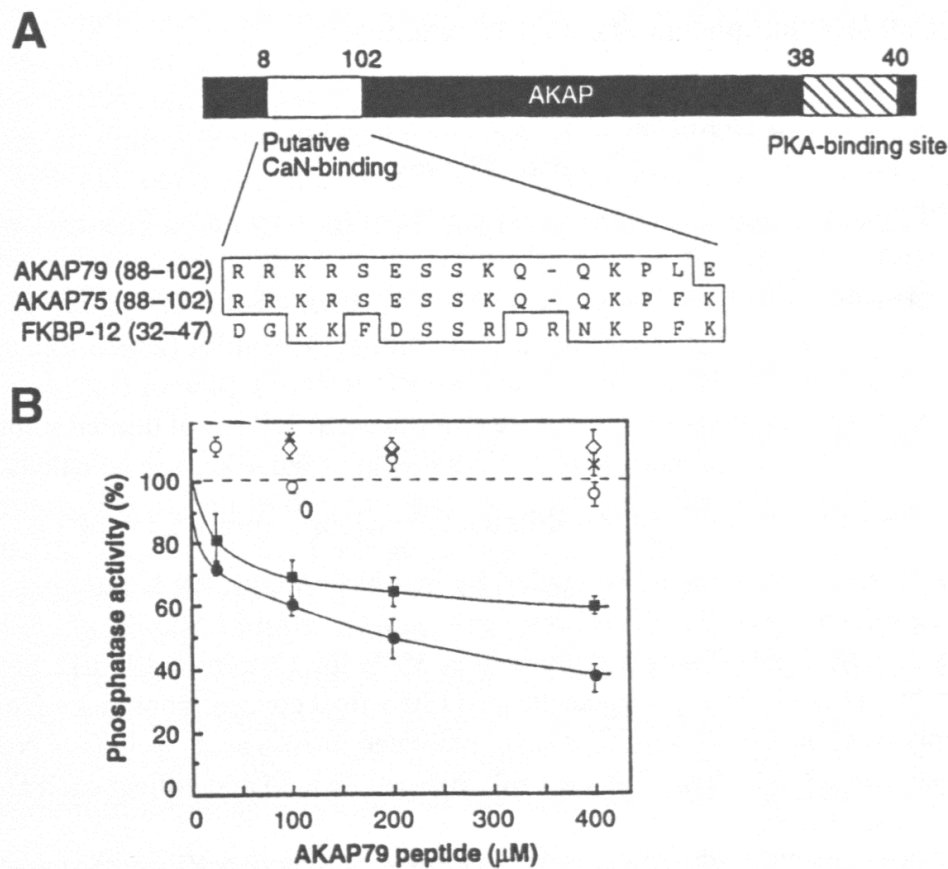 A
8 102 38 40
AKAP
Putative
CaN-binding
PKA-binding site
AKAP79 (88–102) R R K R S E S S K Q - Q K P L E
AKAP75 (88–102) R R K R S E S S K Q - Q K P F K
FKBP-12 (32–47) D G K K F D S S R D R N K P F K
B
Phosphatase activity (%)
100
80
60
40
20
0
O
0 100 200 300 400
AKAP79 peptide (μM)